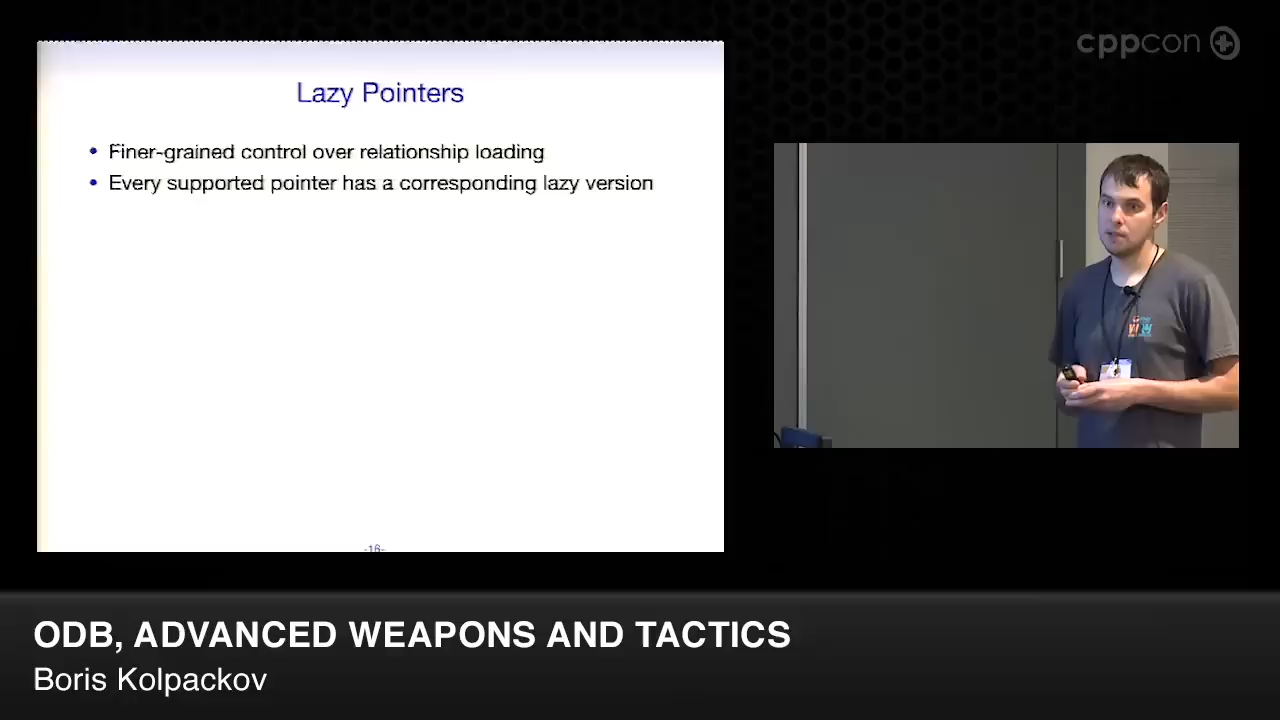 cppcon
Lazy Pointers
• Finer-grained control over relationship loading
• Every supported pointer has a corresponding lazy version
-16-
ODB, ADVANCED WEAPONS AND TACTICS
Boris Kolpackov